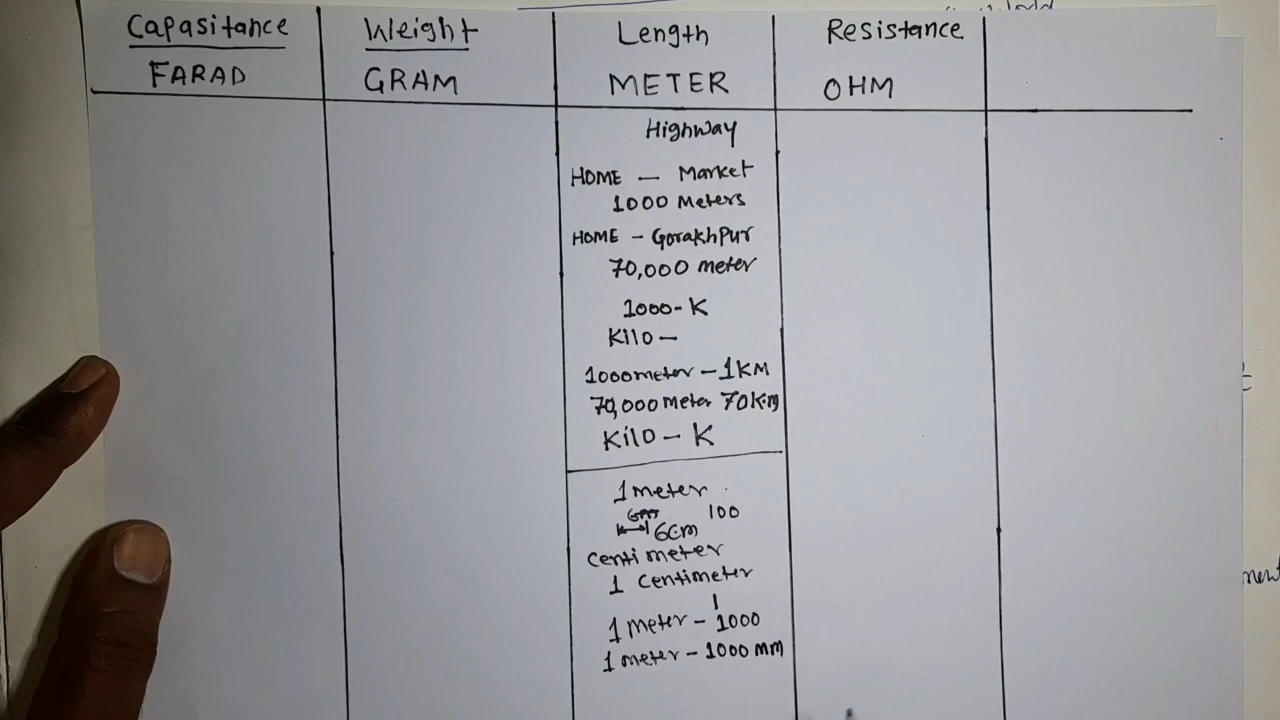 Capasitance Weight Length Resistance
FARAD GRAM METER OHM
Highway
HOME — Market
1000 Meters
HOME - Gorakhpur
70,000 meter
1000-K
Kilo —
1000 meter - 1KM
70,000 Meter 70km
Kilo - K
1 meter
100
6cm
Centimeter
1 Centimeter
1
1 Meter - 1000
1 meter - 1000 mm